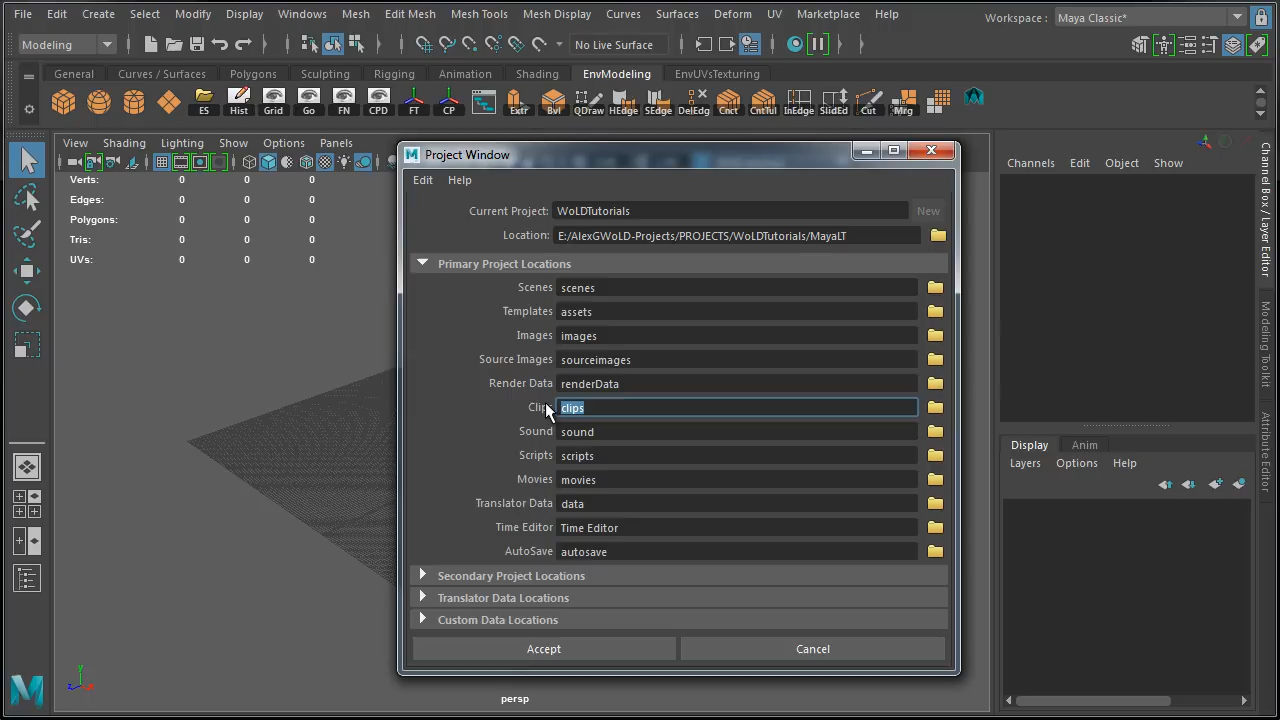 File Edit Create Select Modify Display Windows Mesh Edit Mesh Mesh Tools Mesh Display Curves Surfaces Deform UV Marketplace Help
Workspace : Maya Classic*
Modeling
No Live Surface
General Curves / Surfaces Polygons Sculpting Rigging Animation Shading EnvModeling EnvUVsTexturing
ES Hist Grid Go FN CPD FT CP Extr Bvl QDraw HEdge SEdge DelEdg Cnct CntTul InEdge SlidEd Cut Mrg
View Shading Lighting Show Options Panels
Verts: 0 0 0
Edges: 0 0 0
Polygons: 0 0 0
Tris: 0 0 0
UVs: 0 0 0
persp
Project Window
Edit Help
Current Project: WoLDTutorials New
Location: E:/AlexGWoLD-Projects/PROJECTS/WoLDTutorials/MayaLT
Primary Project Locations
Scenes scenes
Templates assets
Images images
Source Images sourceimages
Render Data renderData
Clips clips
Sound sound
Scripts scripts
Movies movies
Translator Data data
Time Editor Time Editor
AutoSave autosave
Secondary Project Locations
Translator Data Locations
Custom Data Locations
Accept Cancel
Channels Edit Object Show
Display Anim
Layers Options Help
Channel Box / Layer Editor
Modeling Toolkit
Attribute Editor